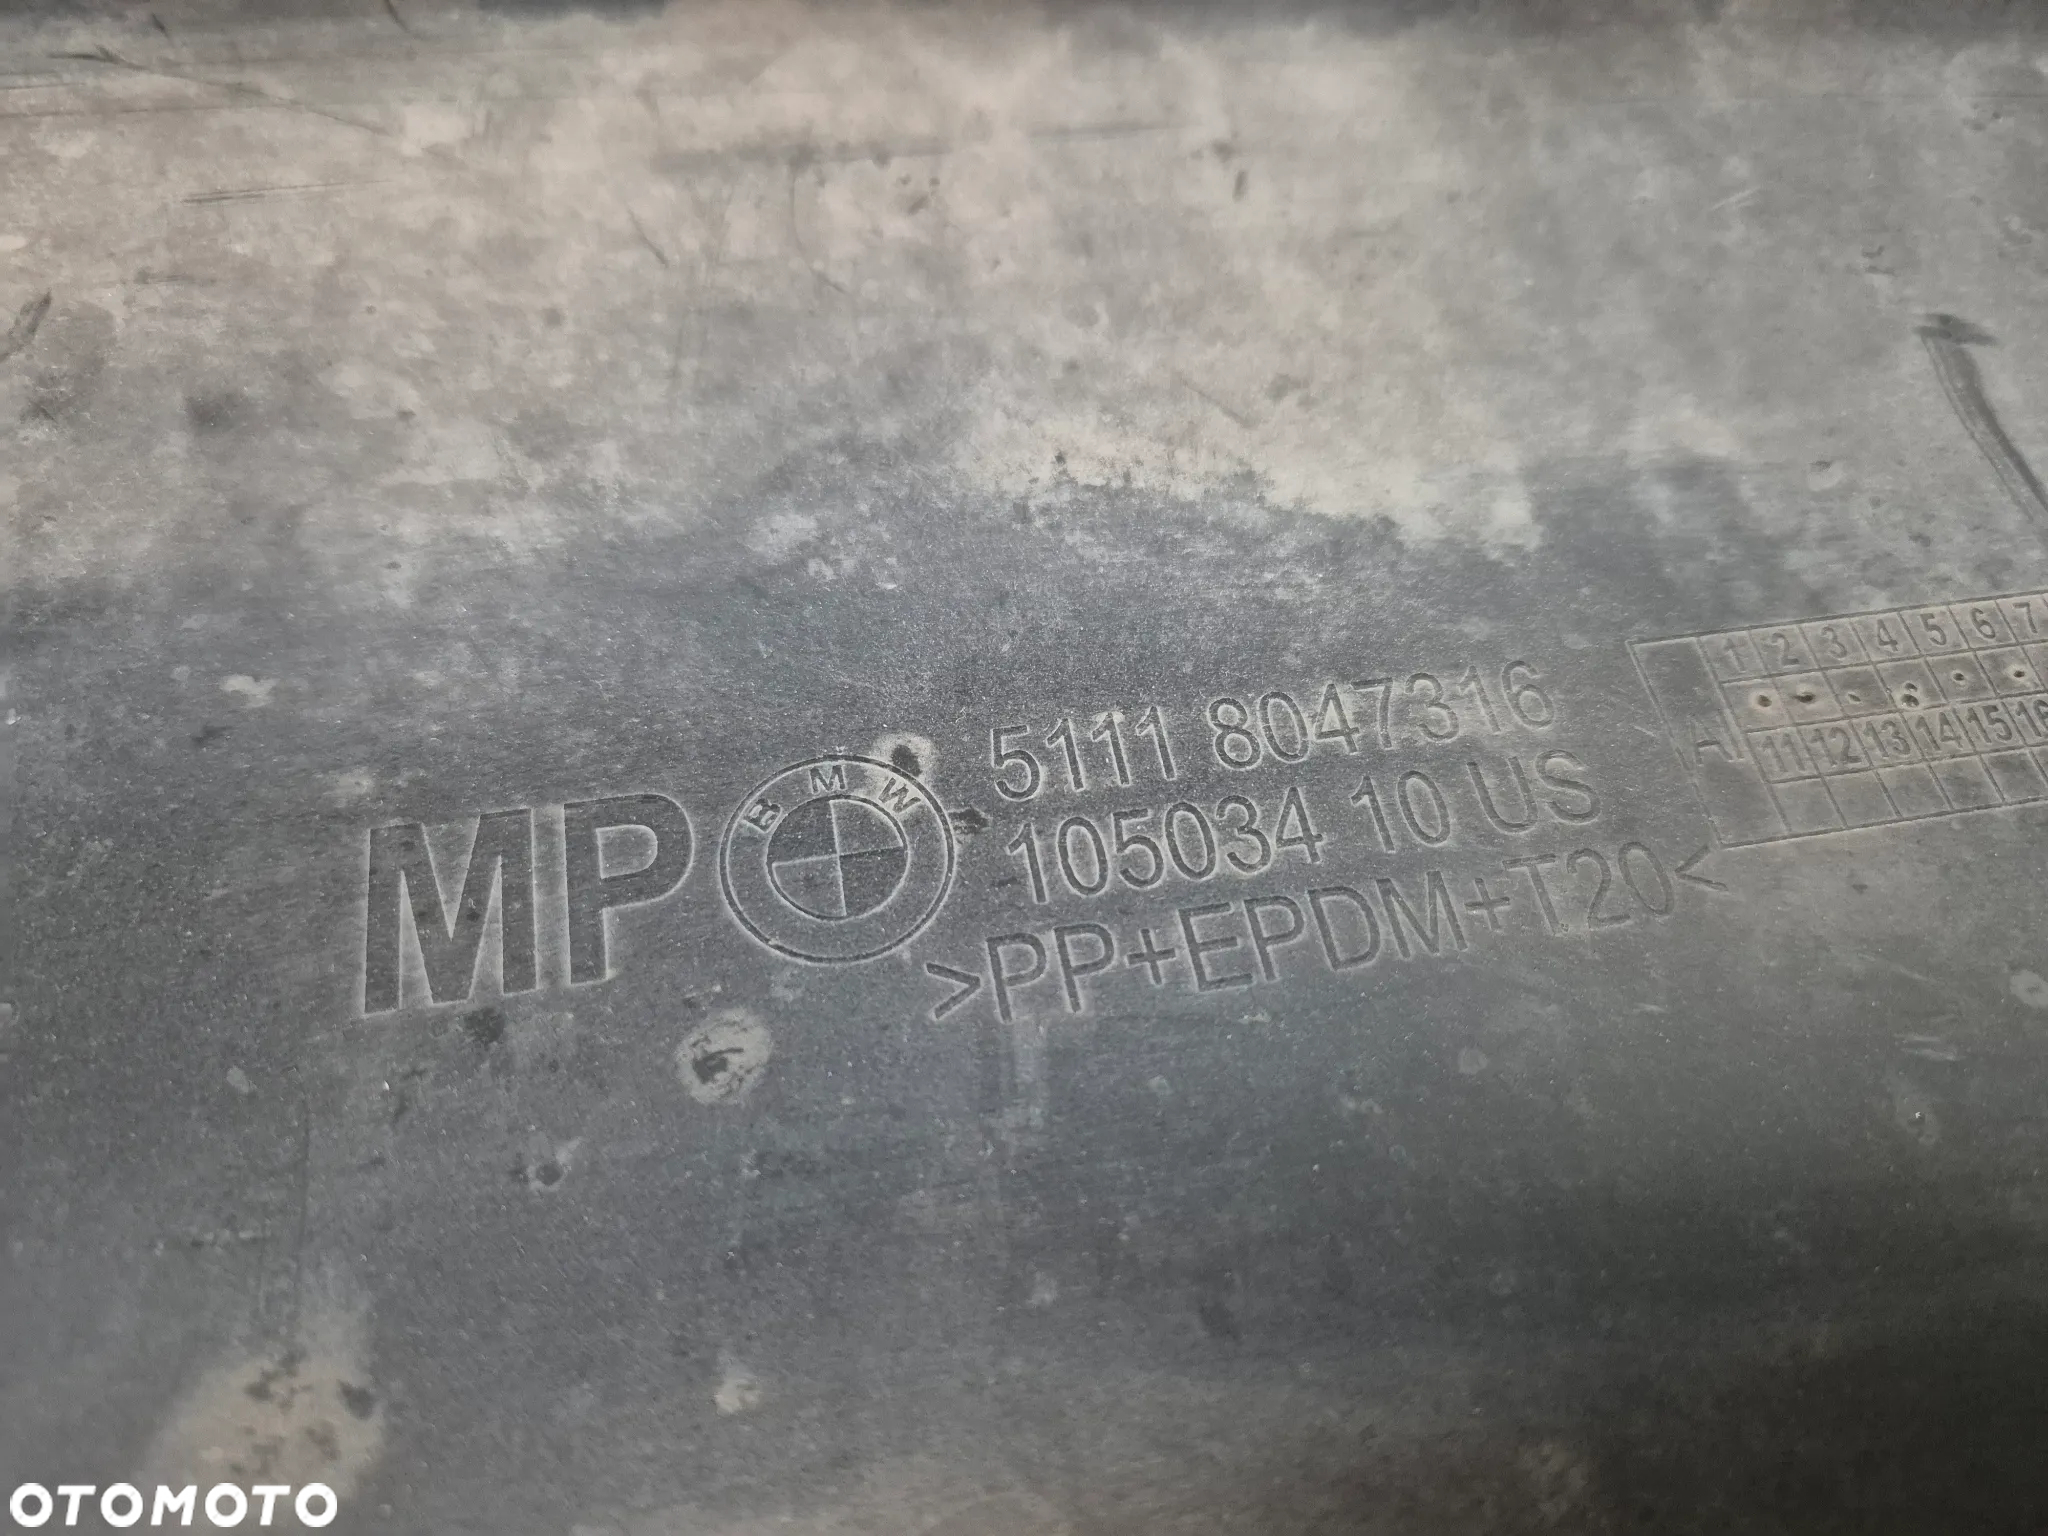 5111 8047316
MP BMW 105034 10 US
>PP+EPDM+T20<
1 2 3 4 5 6 7
A
11 12 13 14 15 16
OTOMOTO